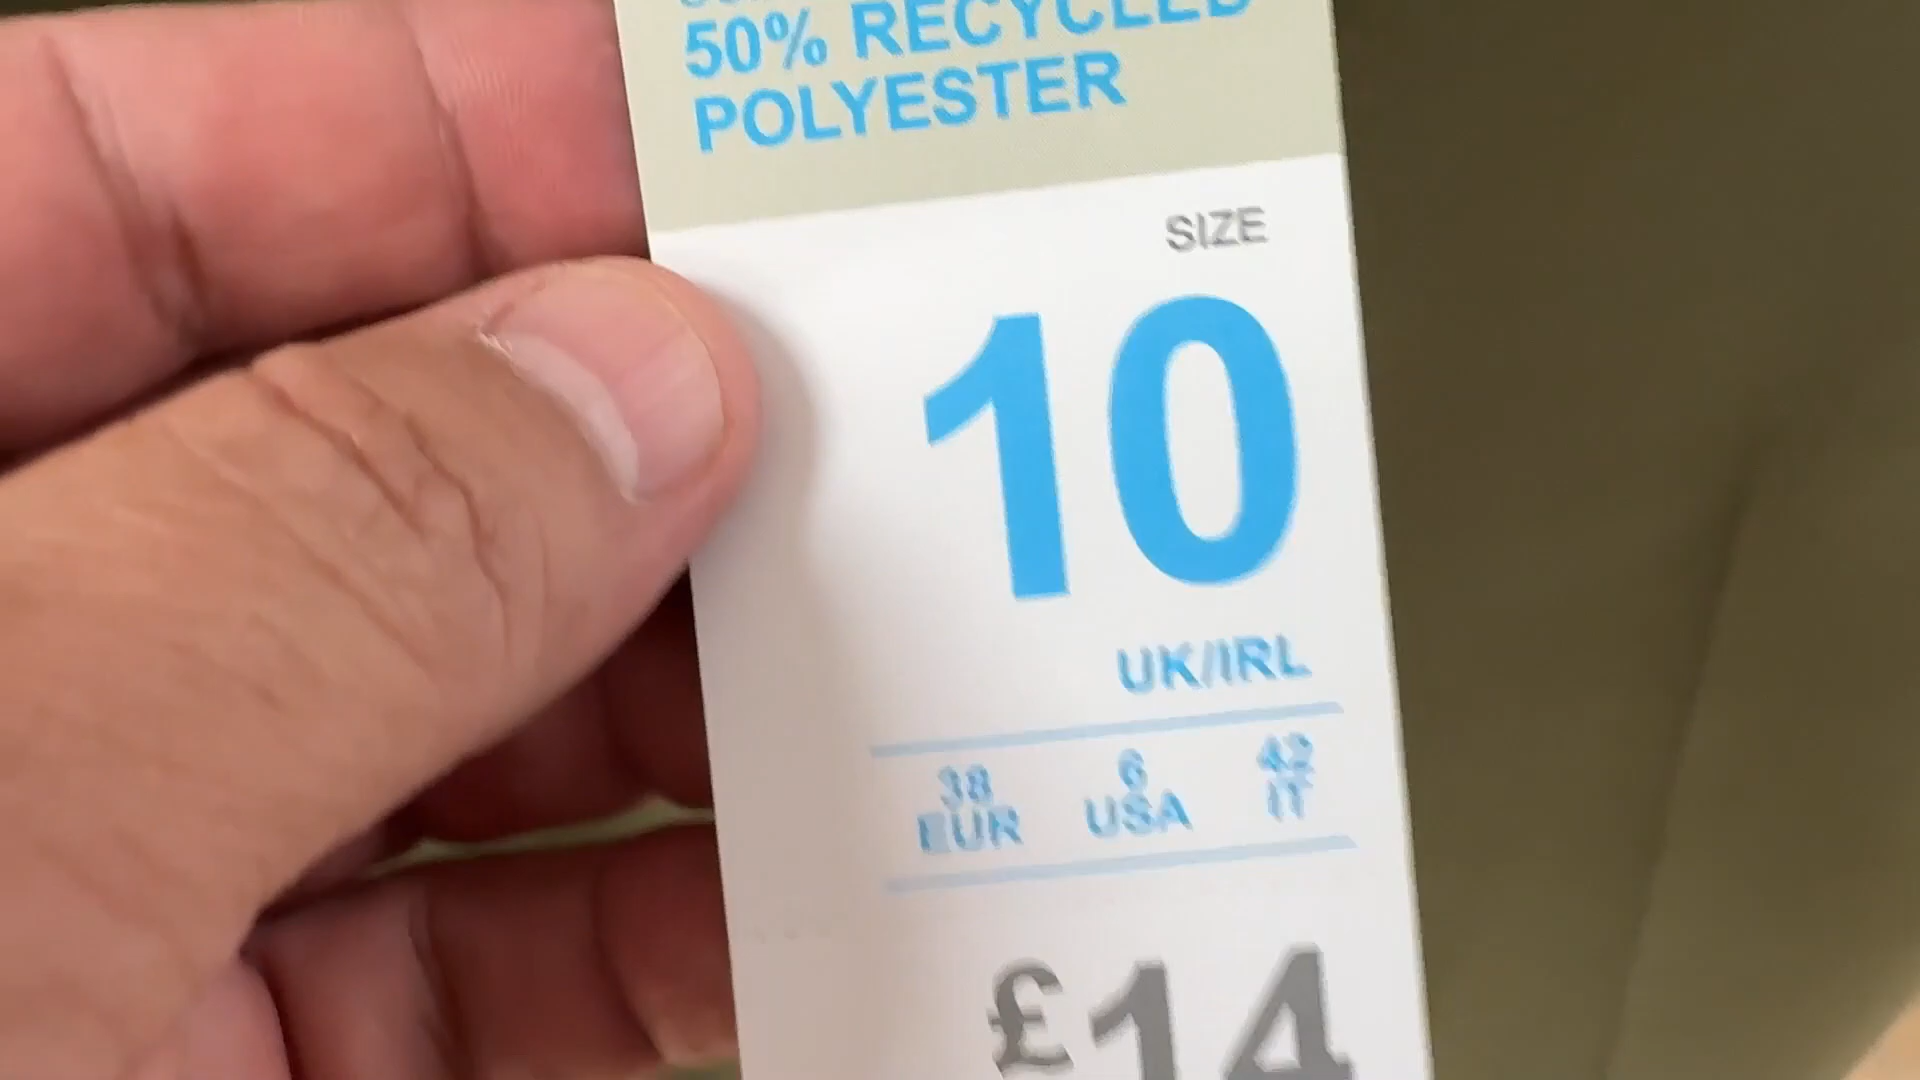 50% RECYCLED
POLYESTER
SIZE
10
UK/IRL
38 6 42
EUR USA IT
£14